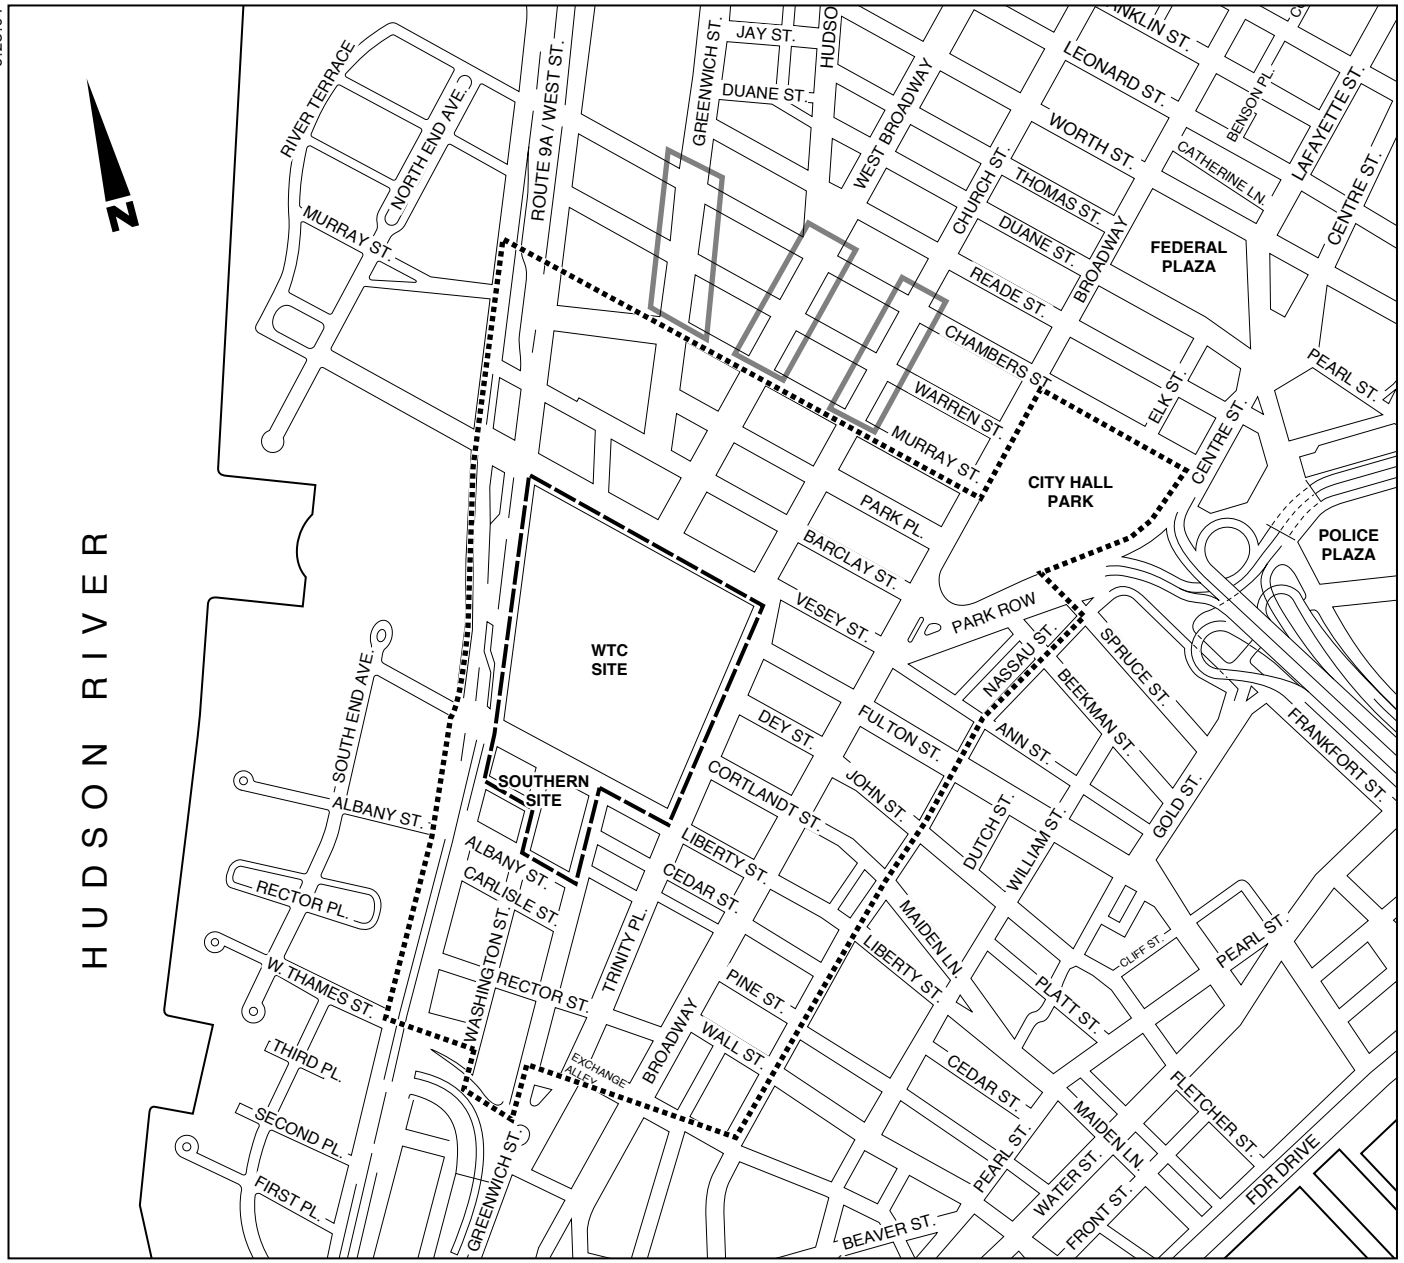 JAY ST.
HUDSO
NKLIN ST.
LEONARD ST.
BENSON PL.
LAFAYETTE ST.
RIVER TERRACE
NORTH END AVE.
ROUTE 9A / WEST ST.
GREENWICH ST.
DUANE ST.
WEST BROADWAY
WORTH ST.
CATHERINE LN.
CENTRE ST.
N
MURRAY ST.
CHURCH ST.
THOMAS ST.
DUANE ST.
BROADWAY
FEDERAL
PLAZA
READE ST.
CHAMBERS ST.
ELK ST.
PEARL ST.
WARREN ST.
MURRAY ST.
CENTRE ST.
CITY HALL
PARK
PARK PL.
POLICE
PLAZA
HUDSON RIVER
BARCLAY ST.
VESEY ST.
PARK ROW
NASSAU ST.
SPRUCE ST.
BEEKMAN ST.
WTC
SITE
SOUTH END AVE.
DEY ST.
FULTON ST.
ANN ST.
FRANKFORT ST.
SOUTHERN
SITE
CORTLANDT ST.
JOHN ST.
GOLD ST.
ALBANY ST.
ALBANY ST.
LIBERTY ST.
DUTCH ST.
WILLIAM ST.
CARLISLE ST.
CEDAR ST.
RECTOR PL.
MAIDEN LN.
LIBERTY ST.
CLIFF ST.
PEARL ST.
WASHINGTON ST.
TRINITY PL.
W. THAMES ST.
RECTOR ST.
PINE ST.
PLATT ST.
BROADWAY
WALL ST.
THIRD PL.
EXCHANGE
ALLEY
CEDAR ST.
FLETCHER ST.
SECOND PL.
MAIDEN LN.
GREENWICH ST.
PEARL ST.
WATER ST.
FDR DRIVE
FIRST PL.
BEAVER ST.
FRONT ST.